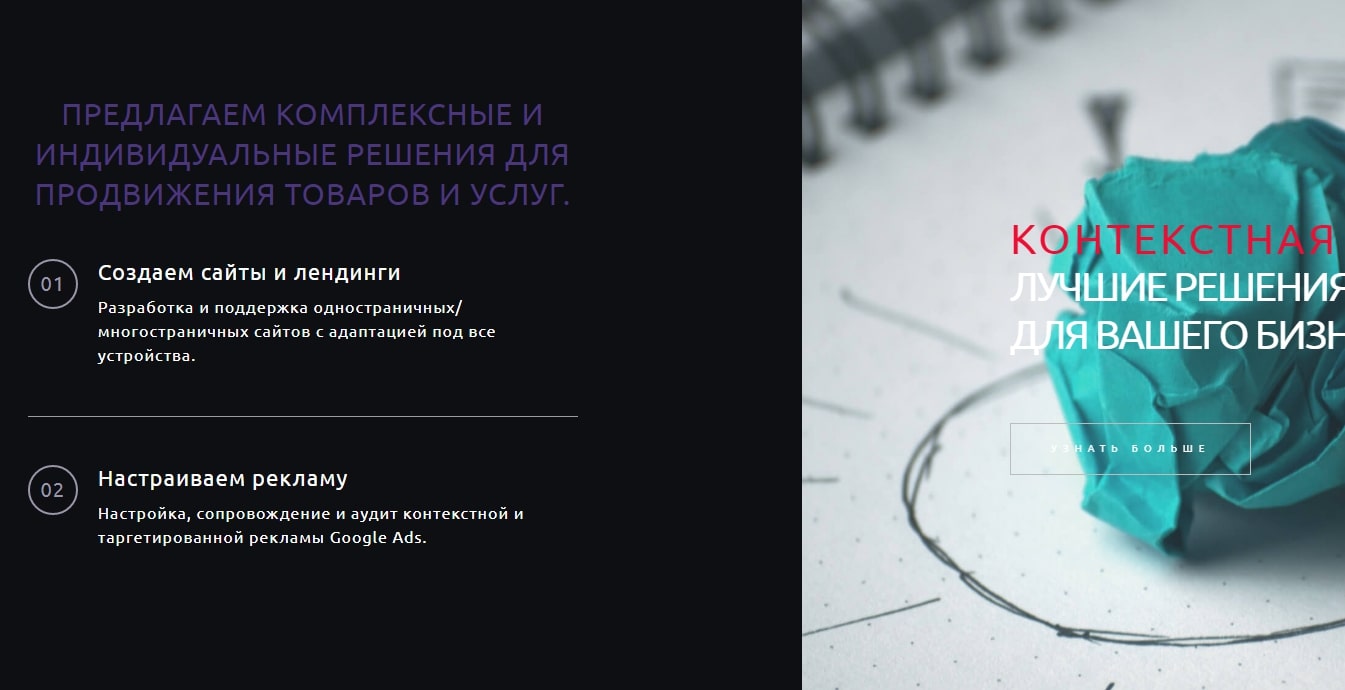 ПРЕДЛАГАЕМ КОМПЛЕКСНЫЕ И
ИНДИВИДУАЛЬНЫЕ РЕШЕНИЯ ДЛЯ
ПРОДВИЖЕНИЯ ТОВАРОВ И УСЛУГ.
01
Создаем сайты и лендинги
Разработка и поддержка одностраничных/
многостраничных сайтов с адаптацией под все
устройства.
02
Настраиваем рекламу
Настройка, сопровождение и аудит контекстной и
таргетированной рекламы Google Ads.
КОНТЕКСТНАЯ
ЛУЧШИЕ РЕШЕНИЯ
ДЛЯ ВАШЕГО
УЗНАТЬ БОЛЬШЕ